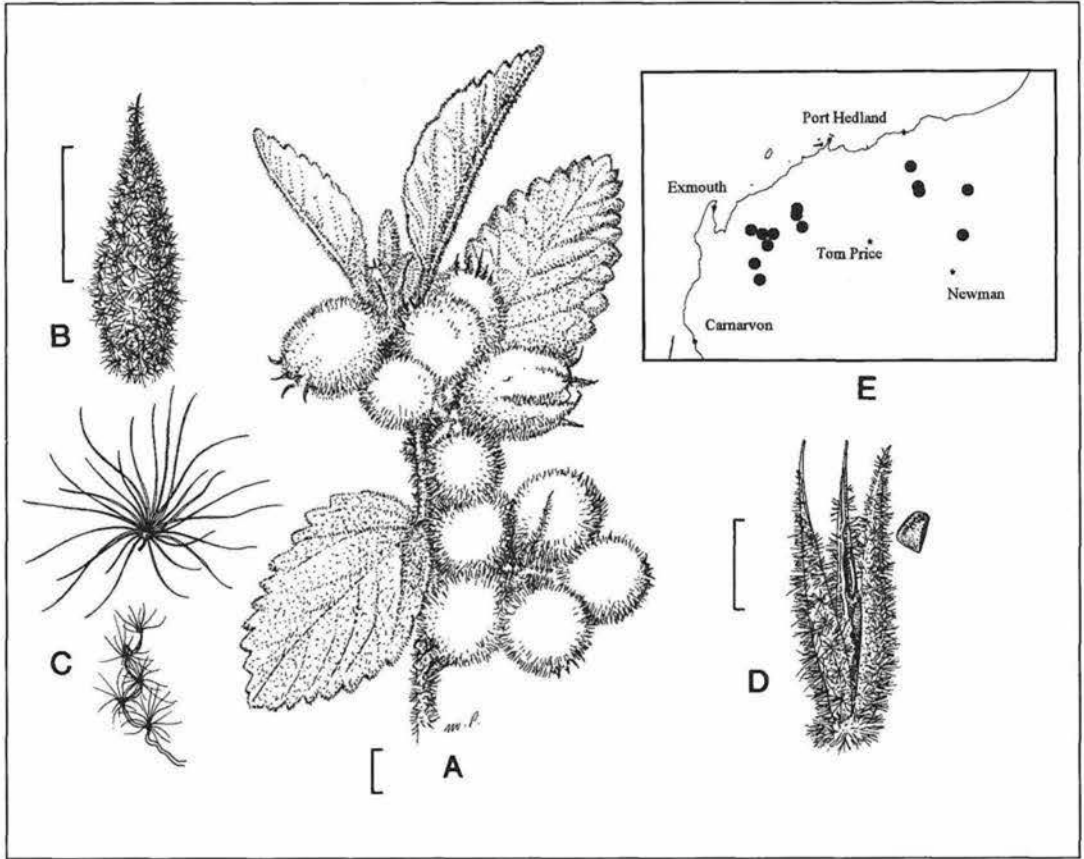 B
C
m.P.
A
Port Hedland
Exmouth
Tom Price
Newman
Carnarvon
E
D